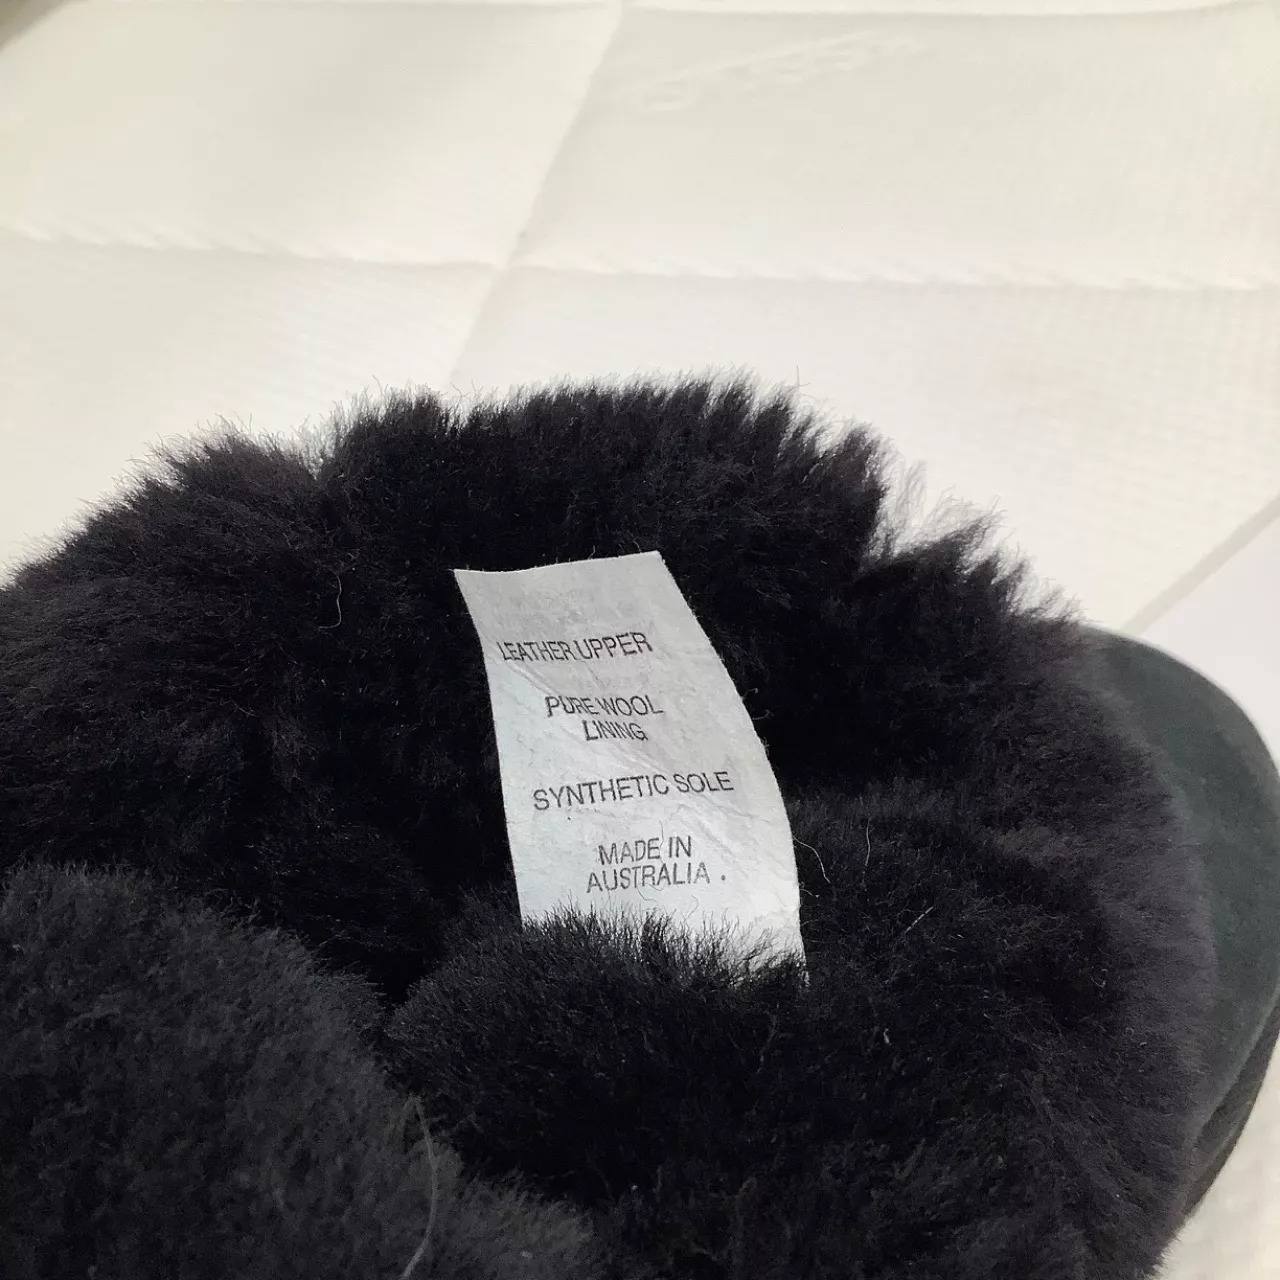 LEATHER UPPER
PURE WOOL
LINING
SYNTHETIC SOLE
MADE IN
AUSTRALIA .